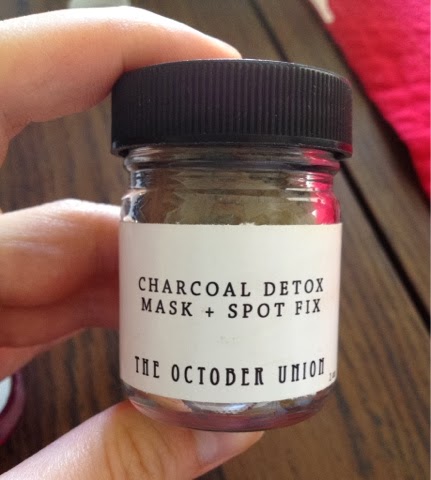 CHARCOAL DETOX
MASK + SPOT FIX
THE OCTOBER UNION